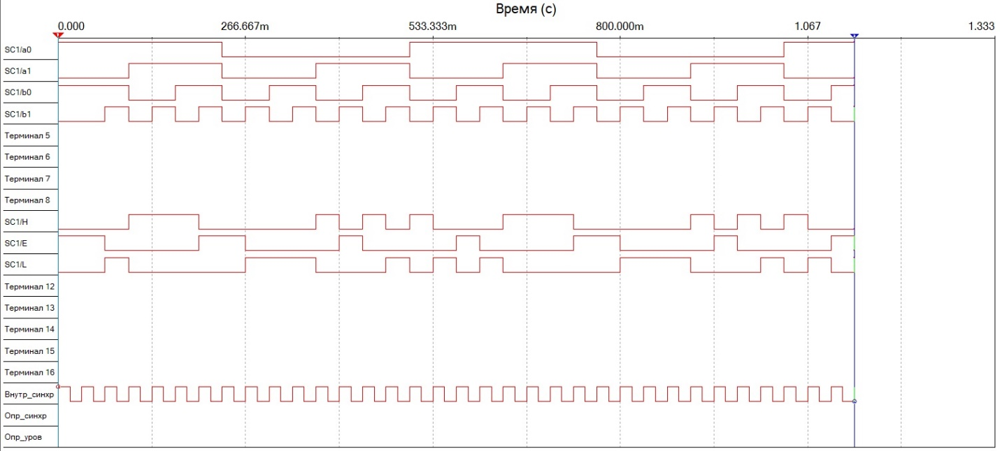 Время (с)
0.000 266.667m 533.333m 800.000m 1.067 1.333
SC1/a0
SC1/a1
SC1/b0
SC1/b1
Терминал 5
Терминал 6
Терминал 7
Терминал 8
SC1/H
SC1/E
SC1/L
Терминал 12
Терминал 13
Терминал 14
Терминал 15
Терминал 16
Внутр_синхр
Опр_синхр
Опр_уров